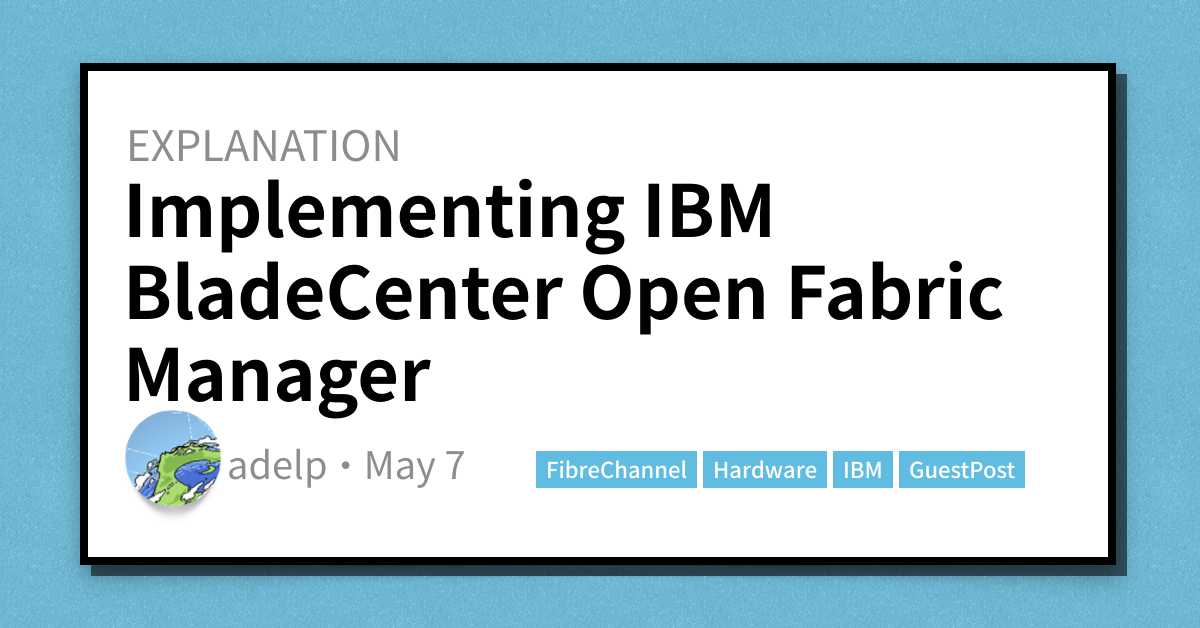 EXPLANATION
Implementing IBM
BladeCenter Open Fabric
Manager
adelp • May 7
FibreChannel Hardware IBM GuestPost